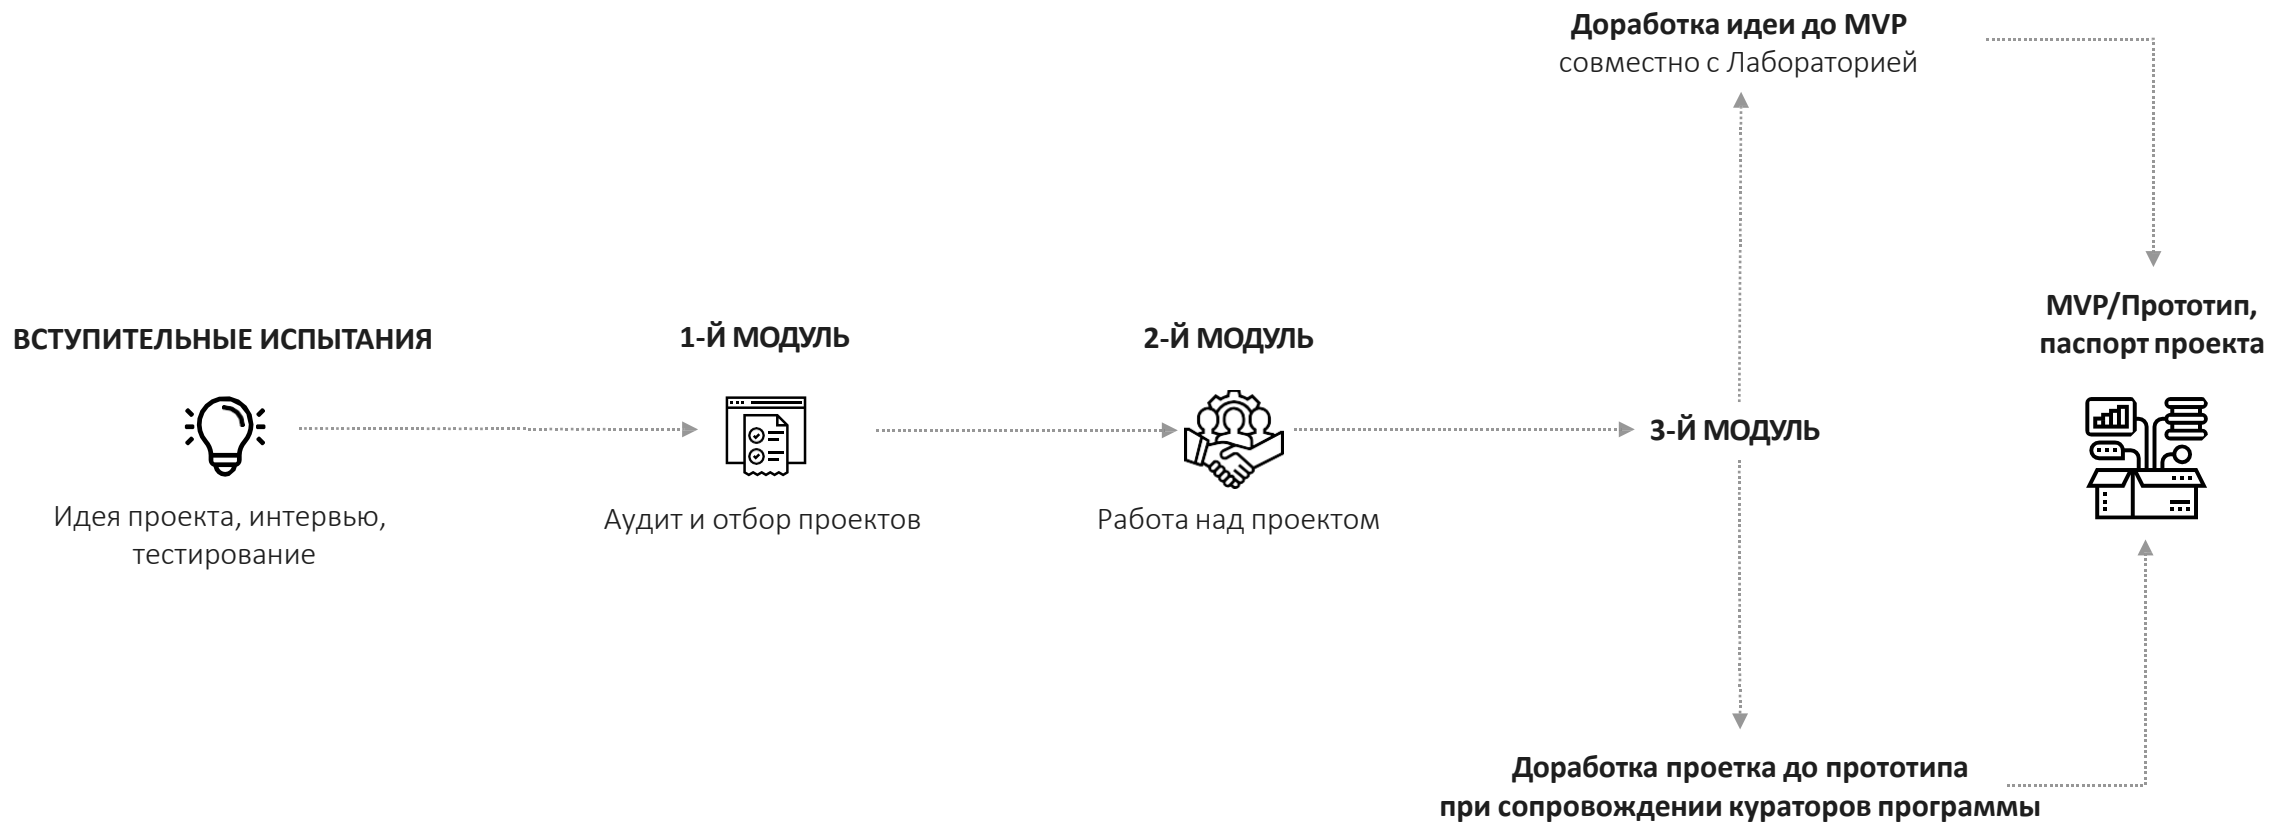 ВСТУПИТЕЛЬНЫЕ ИСПЫТАНИЯ
Идея проекта, интервью,
тестирование
1-Й МОДУЛЬ
Аудит и отбор проектов
2-Й МОДУЛЬ
Работа над проектом
3-Й МОДУЛЬ
Доработка идеи до MVP
совместно с Лабораторией
Доработка проетка до прототипа
при сопровождении кураторов программы
MVP/Прототип,
паспорт проекта